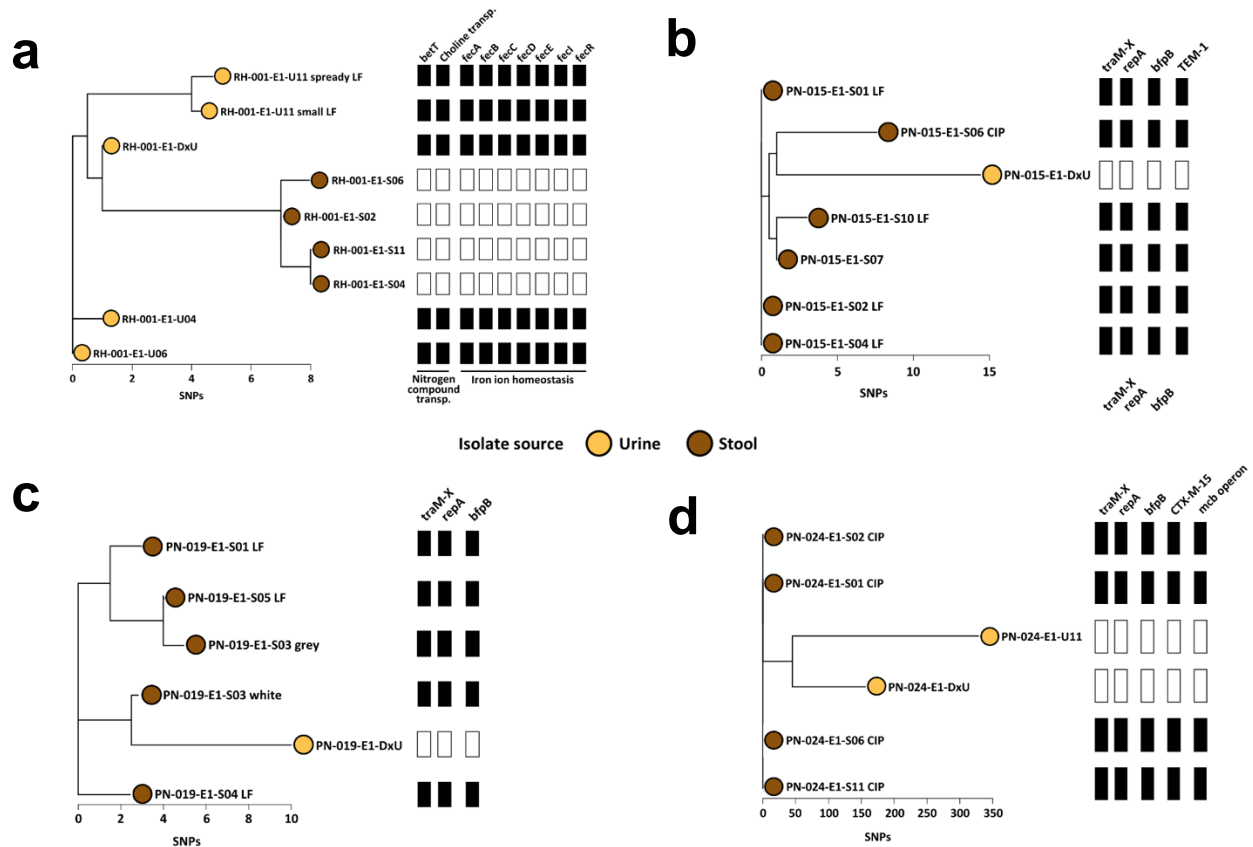 a
betT
Choline transp.
fecA
fecB
fecC
fecD
fecE
fecI
fecR
RH-001-E1-U11 spready LF
RH-001-E1-U11 small LF
RH-001-E1-DxU
RH-001-E1-S06
RH-001-E1-S02
RH-001-E1-S11
RH-001-E1-S04
RH-001-E1-U04
RH-001-E1-U06
0 2 4 6 8
SNPs
Nitrogen
compound
transp.
Iron ion homeostasis
b
traM-X
repA
bfpB
TEM-1
PN-015-E1-S01 LF
PN-015-E1-S06 CIP
PN-015-E1-DxU
PN-015-E1-S10 LF
PN-015-E1-S07
PN-015-E1-S02 LF
PN-015-E1-S04 LF
0 5 10 15
SNPs
traM-X
repA
bfpB
Isolate source Urine Stool
c
traM-X
repA
bfpB
PN-019-E1-S01 LF
PN-019-E1-S05 LF
PN-019-E1-S03 grey
PN-019-E1-S03 white
PN-019-E1-DxU
PN-019-E1-S04 LF
0 2 4 6 8 10
SNPs
d
traM-X
repA
bfpB
CTX-M-15
mcb operon
PN-024-E1-S02 CIP
PN-024-E1-S01 CIP
PN-024-E1-U11
PN-024-E1-DxU
PN-024-E1-S06 CIP
PN-024-E1-S11 CIP
0 50 100 150 200 250 300 350
SNPs